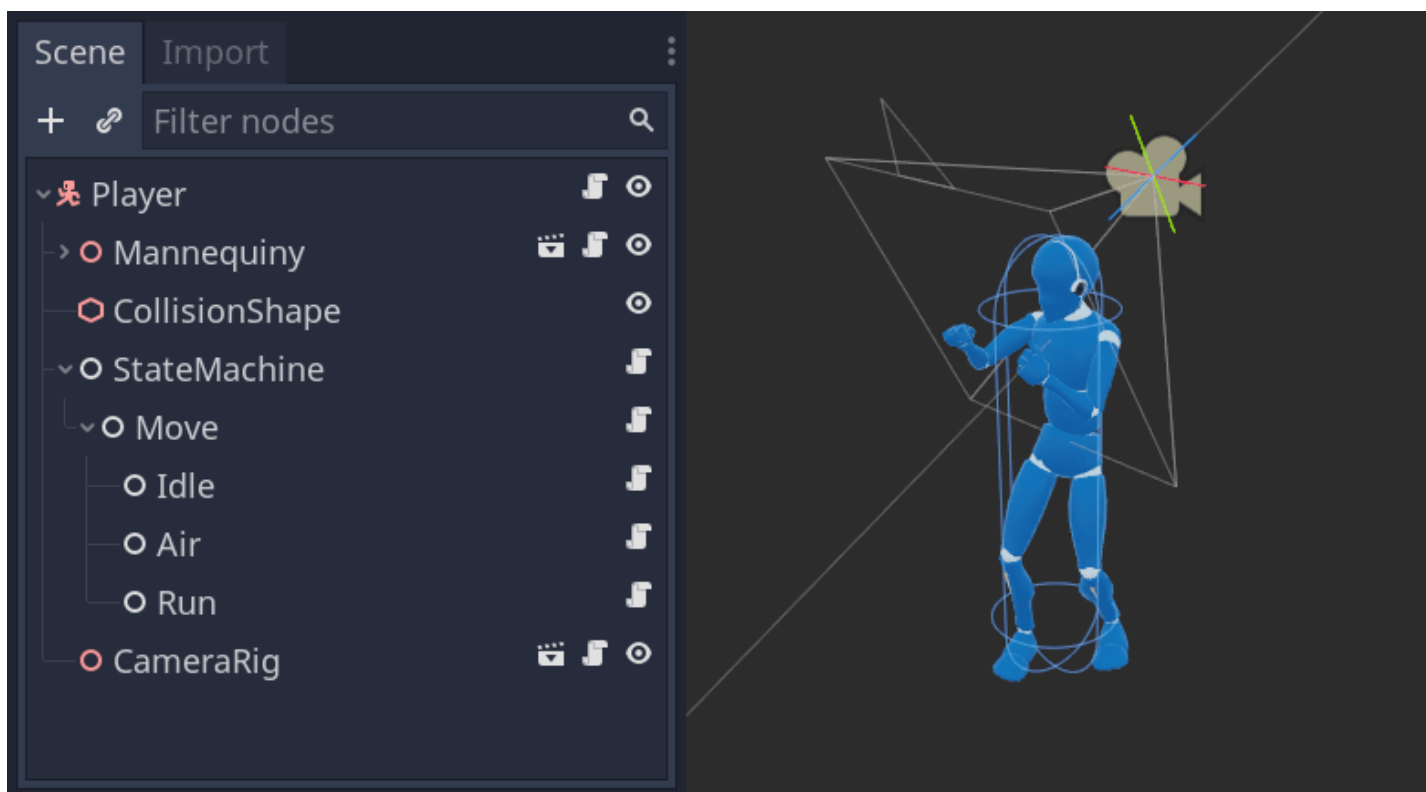 Scene Import
Filter nodes
Player
Mannequiny
CollisionShape
StateMachine
Move
Idle
Air
Run
CameraRig